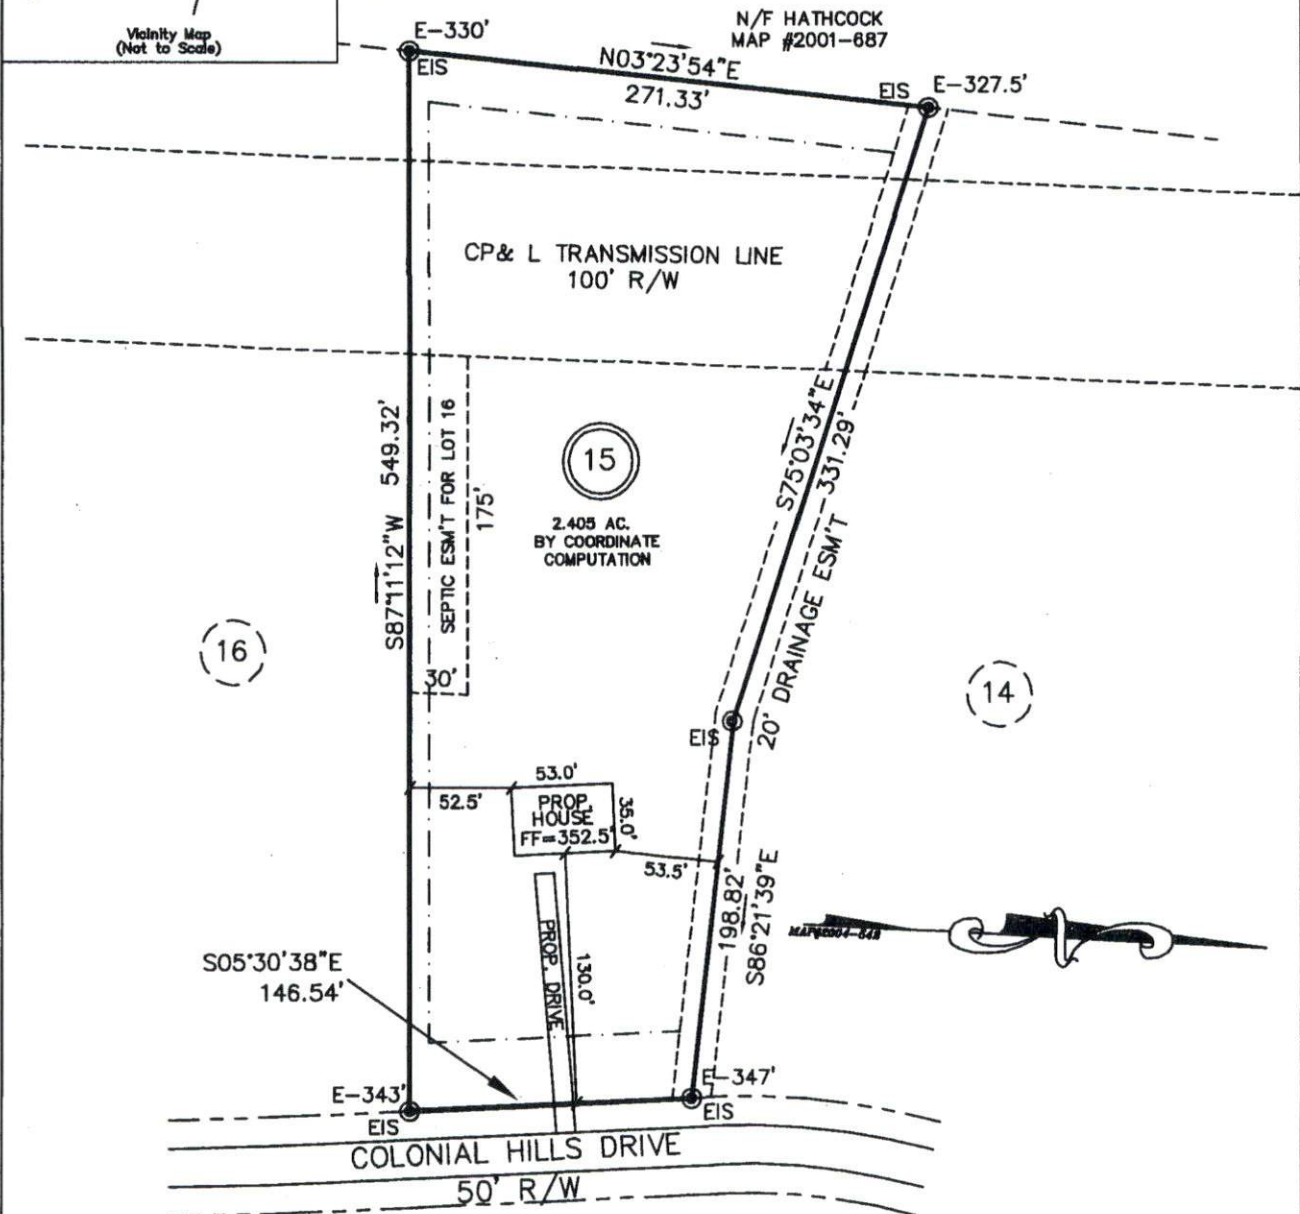 Vicinity Map
(Not to Scale)
E-330'
EIS
N/F HATHCOCK
MAP #2001-687
N03°23'54"E
271.33'
EIS
E-327.5'
CP& L TRANSMISSION LINE
100' R/W
S87°11'12"W 549.32'
SEPTIC ESM'T FOR LOT 16
175'
30'
15
2.405 AC.
BY COORDINATE
COMPUTATION
S75°03'34"E
331.29'
20' DRAINAGE ESM'T
16
14
EIS
53.0'
52.5'
PROP.
HOUSE
FF=352.5'
35.0'
53.5'
198.82'
S86°21'39"E
PROP. DRIVE
130.0'
S05°30'38"E
146.54'
E-343'
EIS
E-347'
EIS
COLONIAL HILLS DRIVE
50' R/W